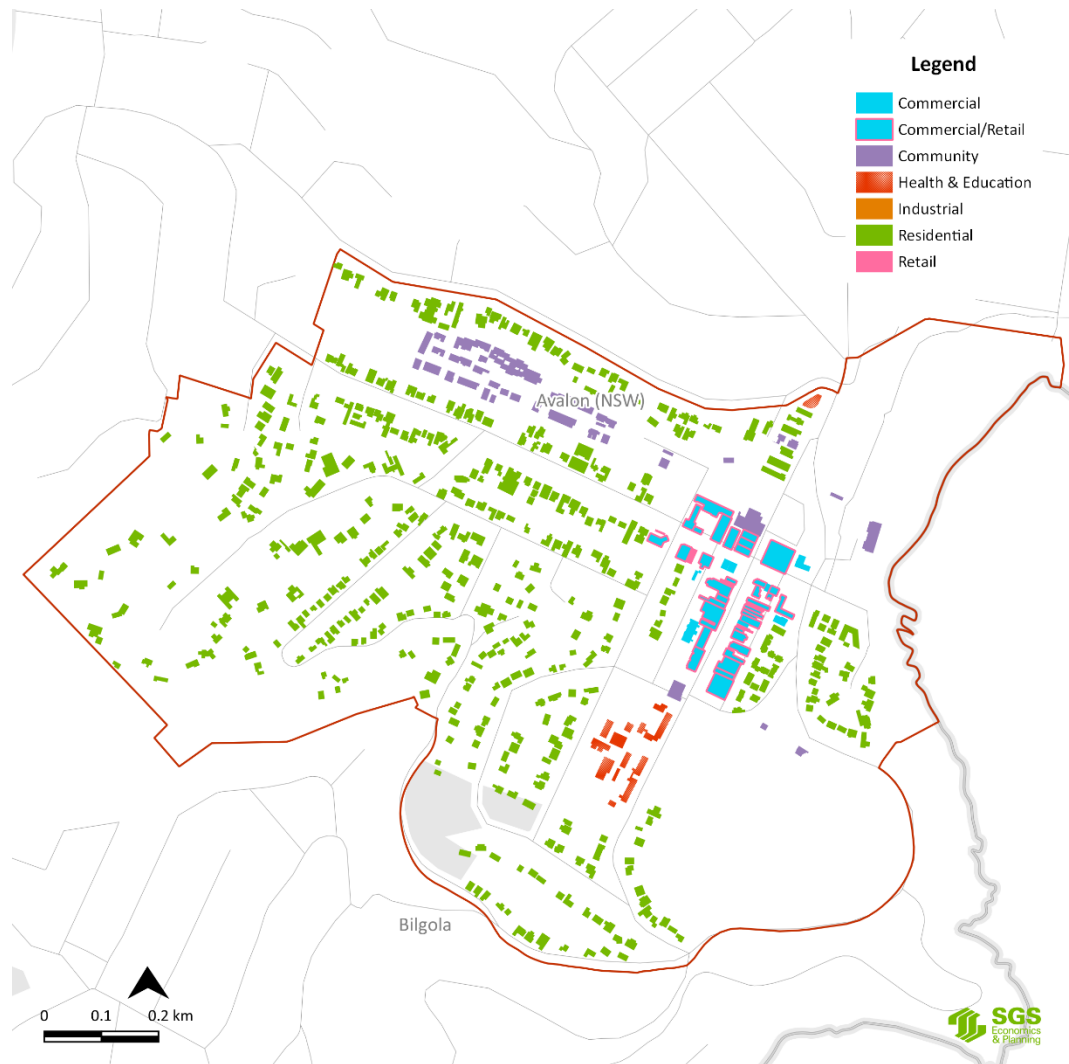 Legend
Commercial
Commercial/Retail
Community
Health & Education
Industrial
Residential
Retail
Avalon (NSW)
Bilgola
0 0.1 0.2 km
SGS
Economics
& Planning